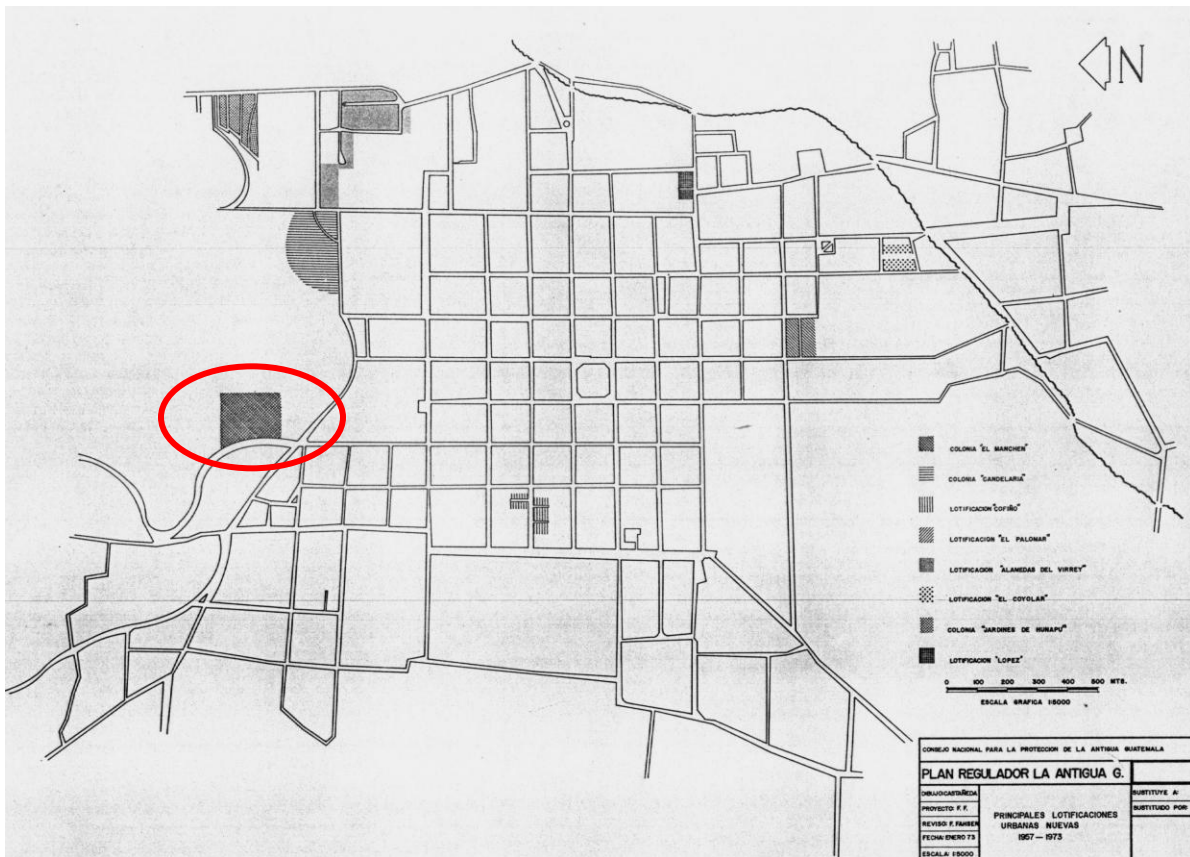 N
COLONIA "EL MANCHEN"
COLONIA "CANDELARIA"
LOTIFICACION "COFIÑO"
LOTIFICACION "EL PALOMAR"
LOTIFICACION "ALAMEDAS DEL VIRREY"
LOTIFICACION "EL COYOLAR"
COLONIA "JARDINES DE HUNAPU"
LOTIFICACION "LOPEZ"
0 200 300 400 500 MTS.
ESCALA GRAFICA 1:5000
CONSEJO NACIONAL PARA LA PROTECCION DE LA ANTIGUA GUATEMALA
PLAN REGULADOR LA ANTIGUA G.
DIBUJO: CASTAÑEDA
PROYECTO: F. F.
REVISO: F. FAHSEN
FECHA: ENERO 73
ESCALA: 1:5000
PRINCIPALES LOTIFICACIONES
URBANAS NUEVAS
1957 — 1973
SUSTITUYE A:
SUSTITUIDO POR: